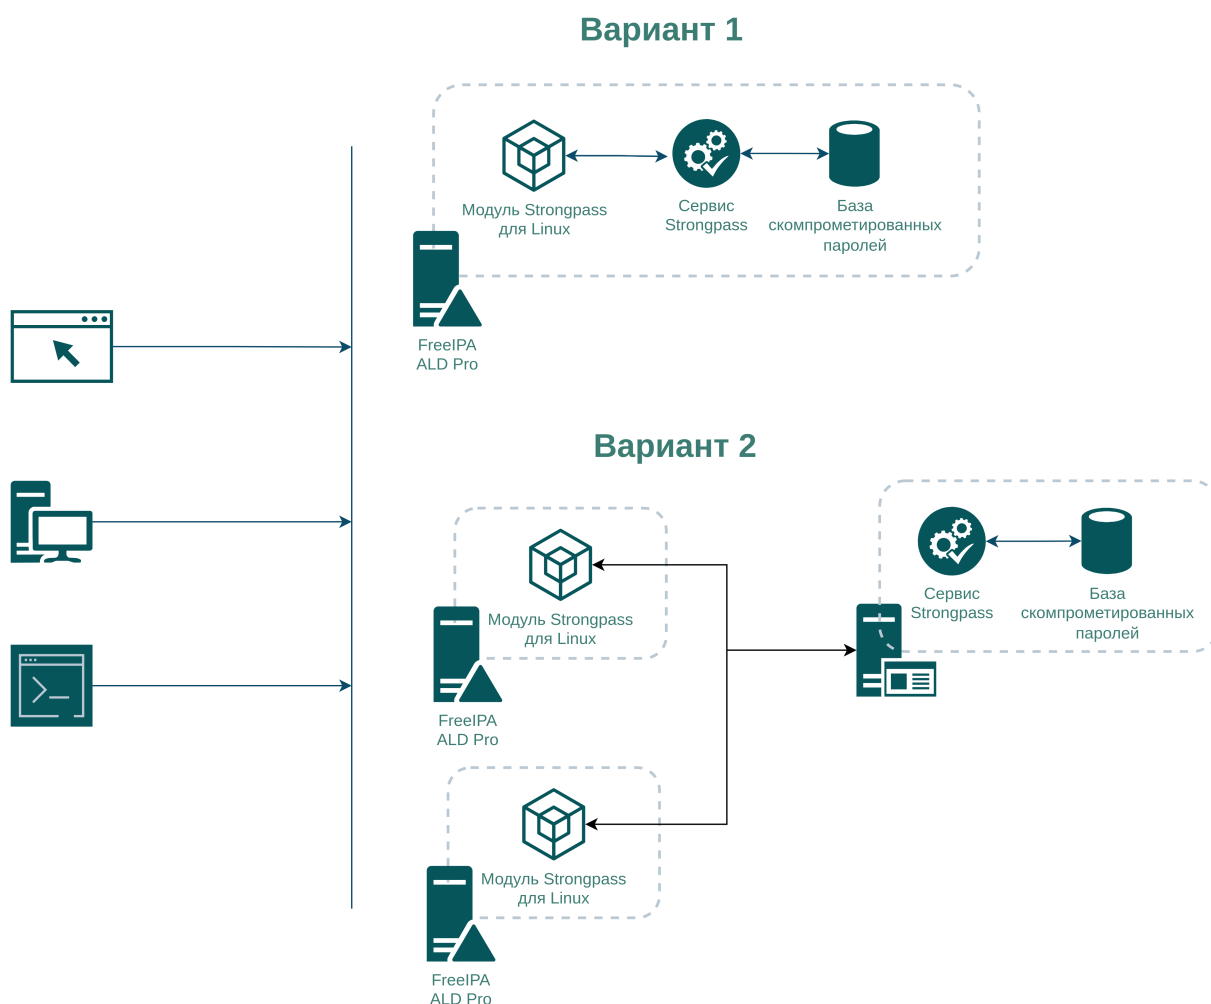 Вариант 1
Модуль Strongpass
для Linux
Сервис
Strongpass
База
скомпрометированных
паролей
FreeIPA
ALD Pro
Вариант 2
Модуль Strongpass
для Linux
FreeIPA
ALD Pro
Сервис
Strongpass
База
скомпрометированных
паролей
Модуль Strongpass
для Linux
FreeIPA
ALD Pro